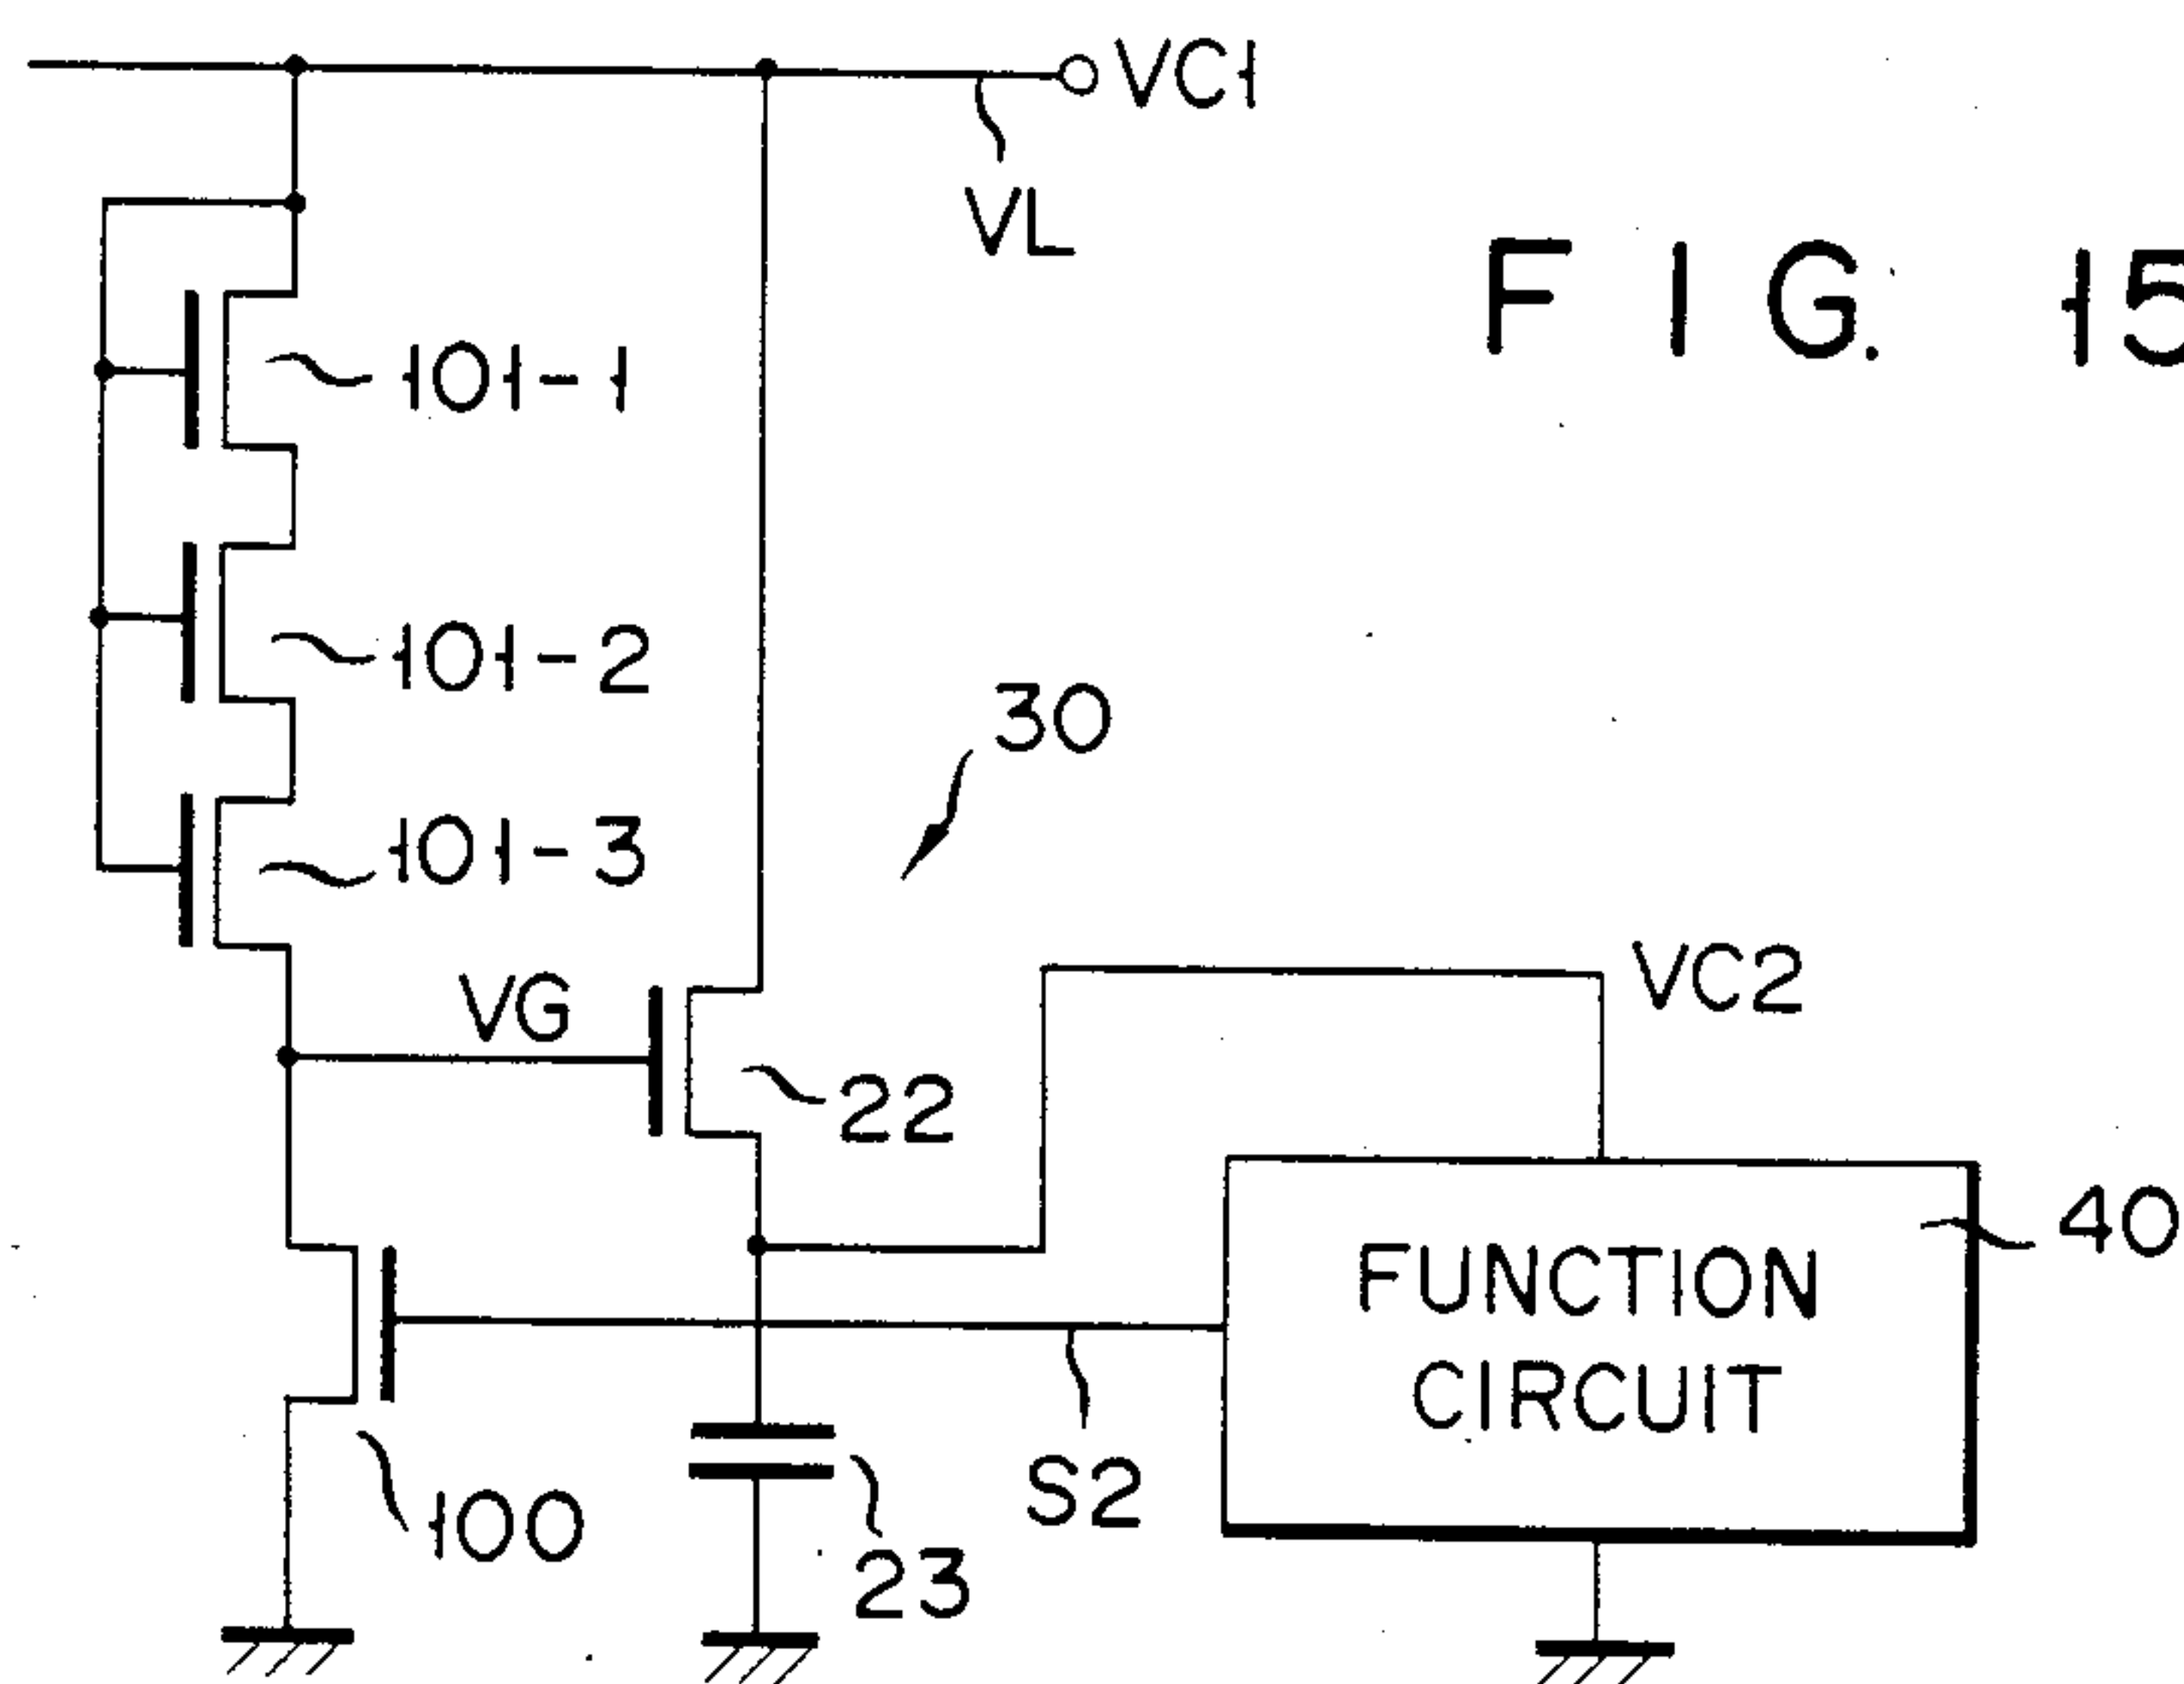 VC1
VL
FIG. 15
101-1
101-2
30
101-3
VC2
VG
22
40
FUNCTION
CIRCUIT
S2
100
23